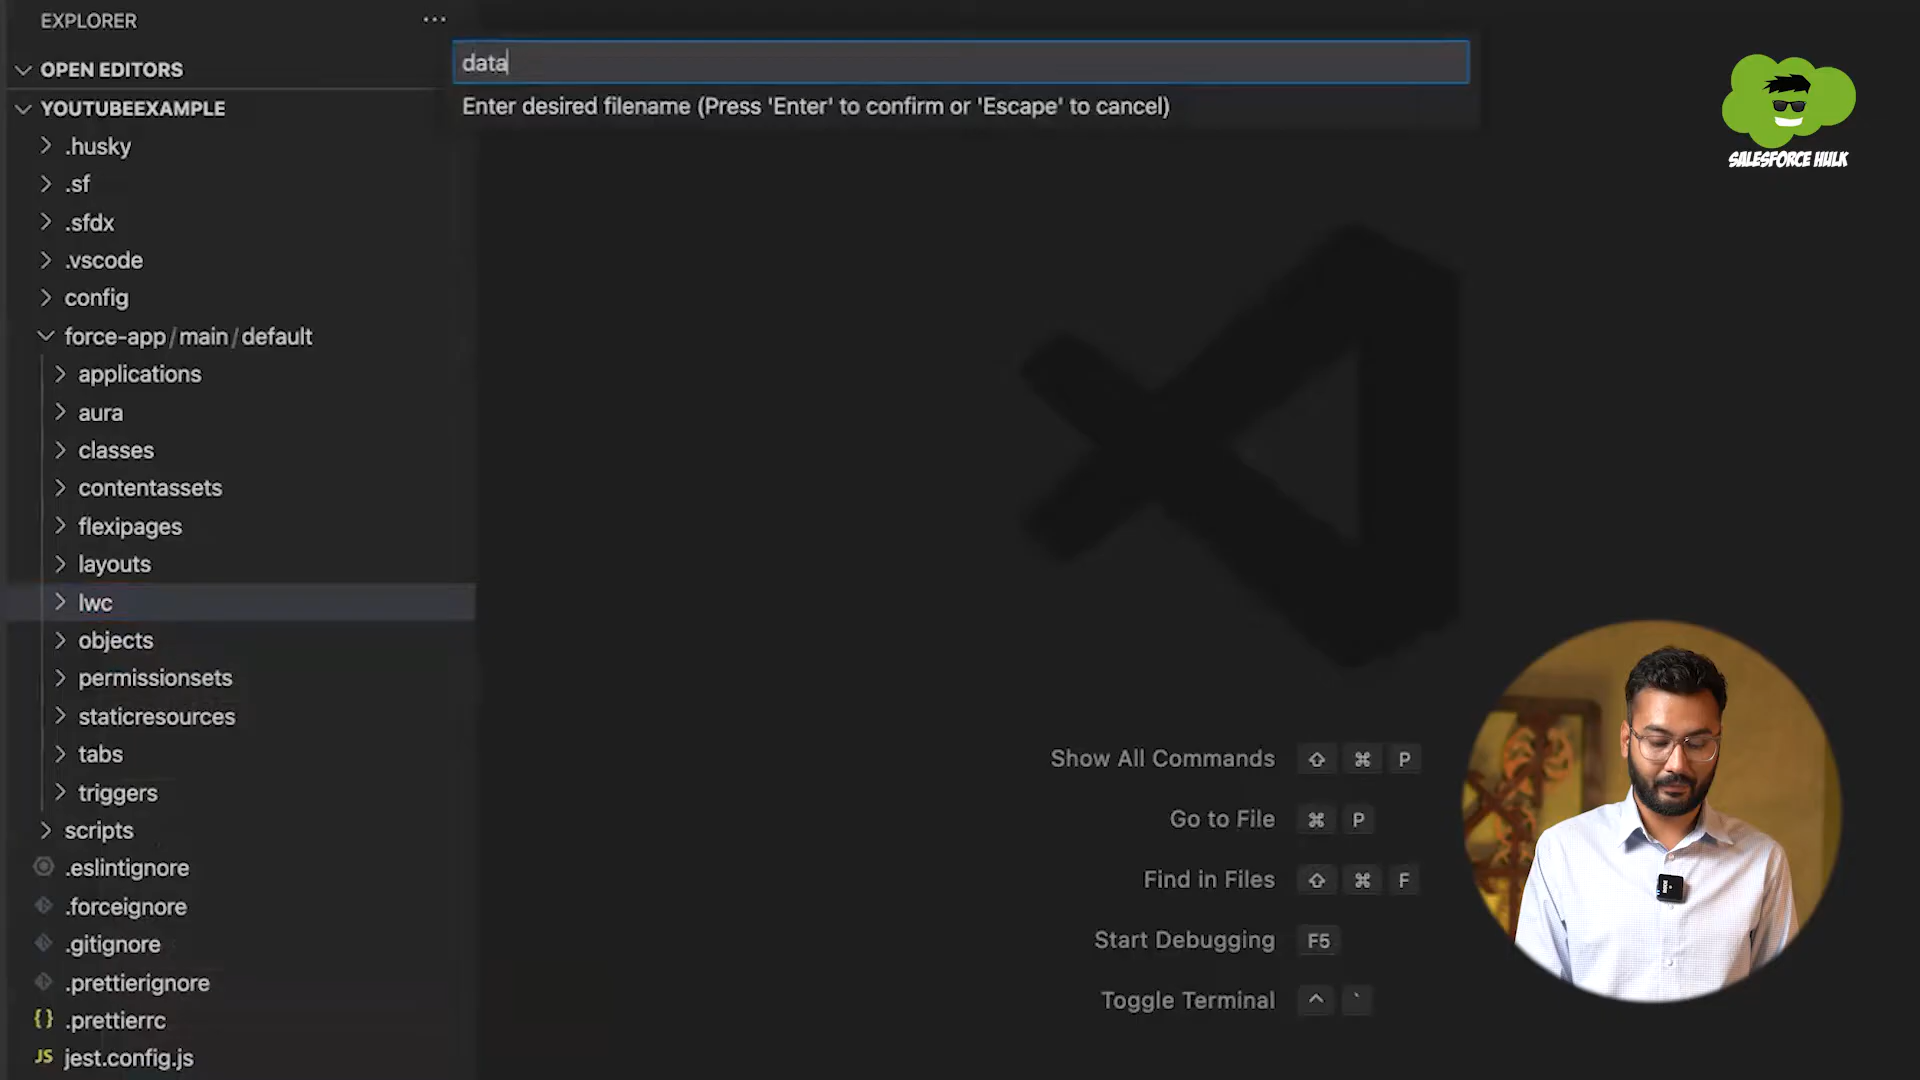 EXPLORER
OPEN EDITORS
YOUTUBEEXAMPLE
.husky
.sf
.sfdx
.vscode
config
force-app/main/default
applications
aura
classes
contentassets
flexipages
layouts
lwc
objects
permissionsets
staticresources
tabs
triggers
scripts
.eslintignore
.forceignore
.gitignore
.prettierignore
{} .prettierrc
JS jest.config.js
data
Enter desired filename (Press 'Enter' to confirm or 'Escape' to cancel)
SALESFORCE HULK
Show All Commands ⇧ ⌘ P
Go to File ⌘ P
Find in Files ⇧ ⌘ F
Start Debugging F5
Toggle Terminal ^ `